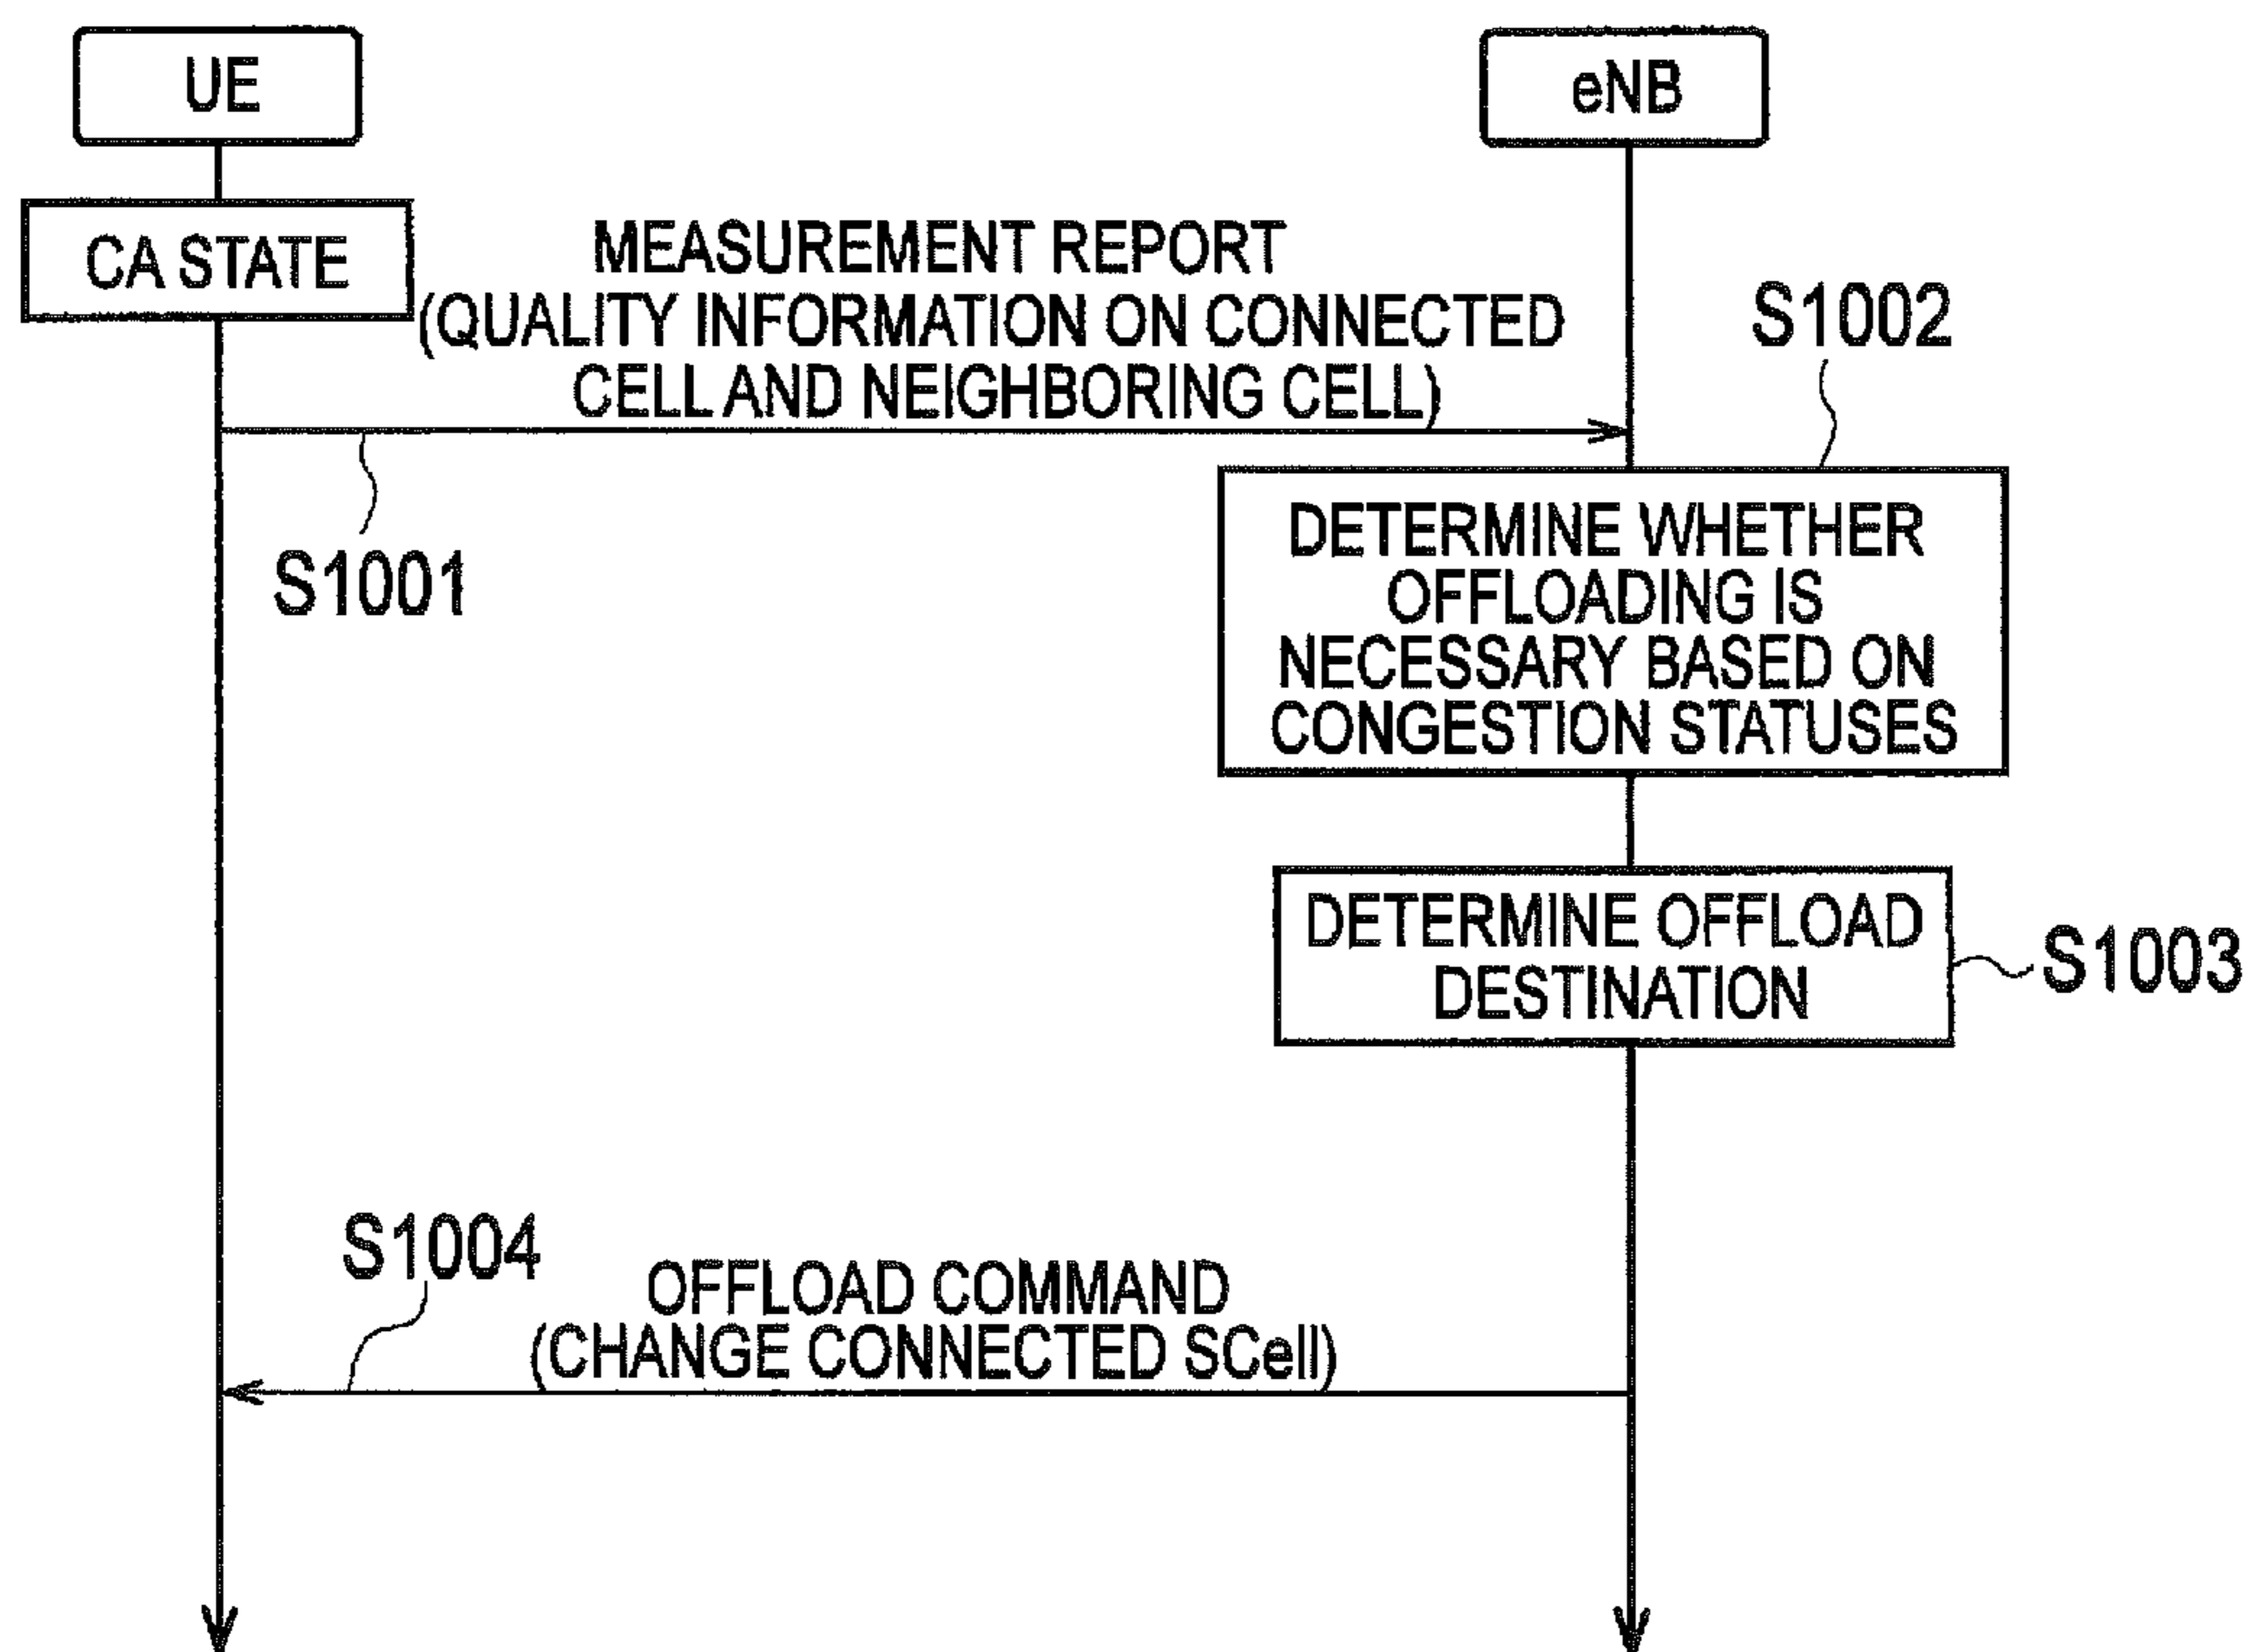 UE
eNB
CA STATE
MEASUREMENT REPORT
(QUALITY INFORMATION ON CONNECTED
CELL AND NEIGHBORING CELL)
S1001
S1002
DETERMINE WHETHER
OFFLOADING IS
NECESSARY BASED ON
CONGESTION STATUSES
DETERMINE OFFLOAD
DESTINATION
S1003
S1004
OFFLOAD COMMAND
(CHANGE CONNECTED SCell)